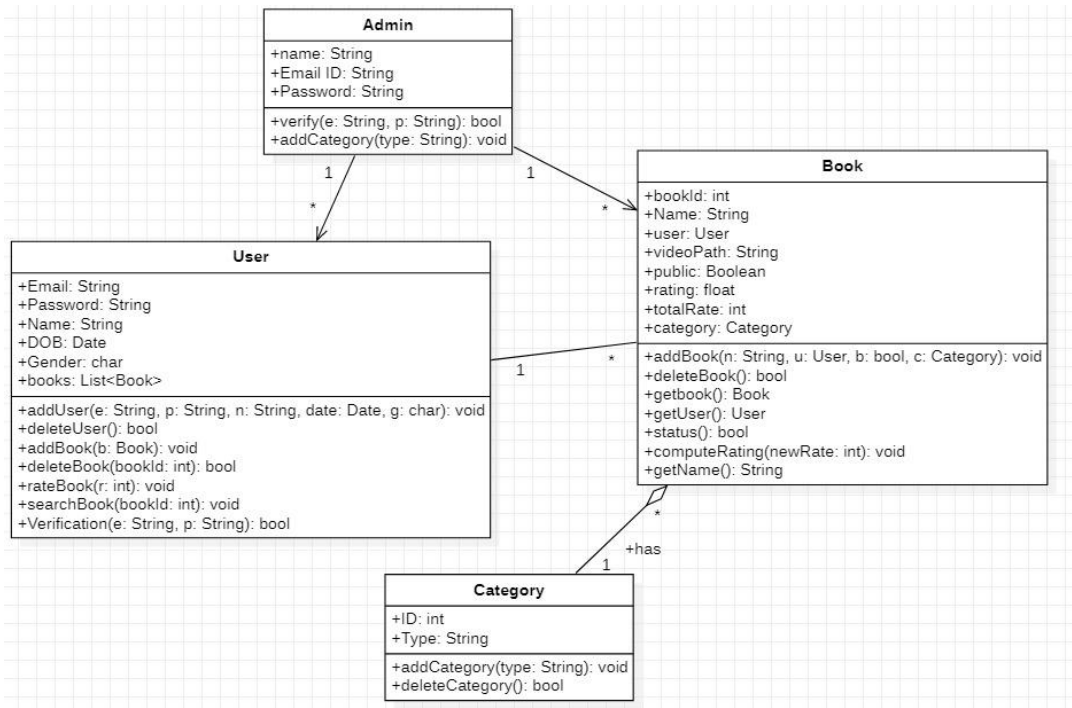 Admin
+name: String
+Email ID: String
+Password: String
+verify(e: String, p: String): bool
+addCategory(type: String): void
1
1
*
*
Book
+bookId: int
+Name: String
+user: User
+videoPath: String
+public: Boolean
+rating: float
+totalRate: int
+category: Category
+addBook(n: String, u: User, b: bool, c: Category): void
+deleteBook(): bool
+getbook(): Book
+getUser(): User
+status(): bool
+computeRating(newRate: int): void
+getName(): String
User
+Email: String
+Password: String
+Name: String
+DOB: Date
+Gender: char
+books: List<Book>
+addUser(e: String, p: String, n: String, date: Date, g: char): void
+deleteUser(): bool
+addBook(b: Book): void
+deleteBook(bookId: int): bool
+rateBook(r: int): void
+searchBook(bookId: int): void
+Verification(e: String, p: String): bool
1
*
*
+has
1
Category
+ID: int
+Type: String
+addCategory(type: String): void
+deleteCategory(): bool